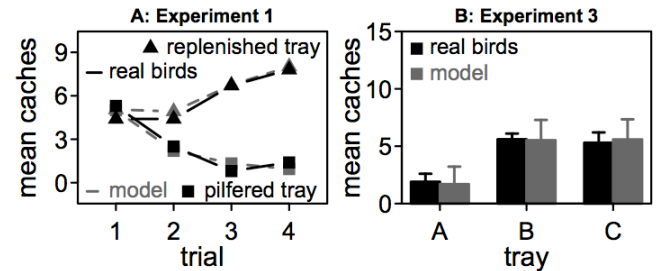 A: Experiment 1
mean caches
9
6
3
0
replenished tray
real birds
model
pilfered tray
1 2 3 4
trial
B: Experiment 3
mean caches
15
10
5
0
real birds
model
A B C
tray